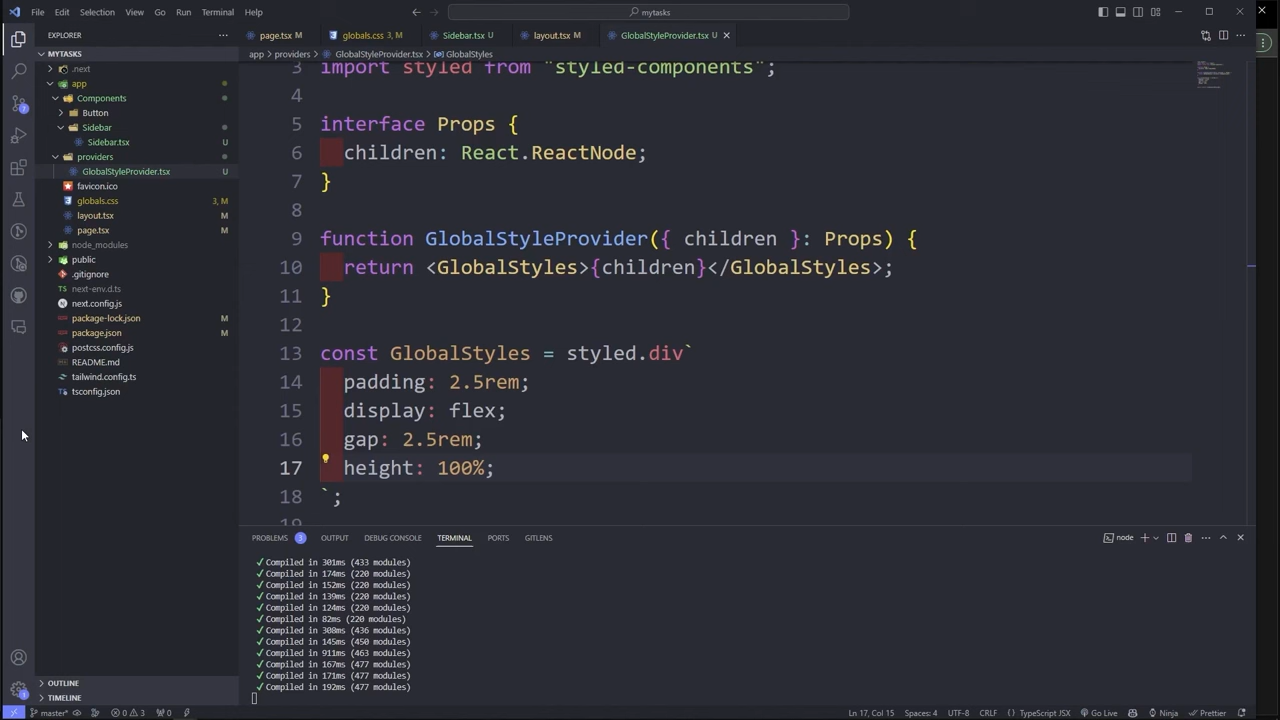 File Edit Selection View Go Run Terminal Help
mytasks
EXPLORER
page.tsx M
globals.css 3, M
Sidebar.tsx U
layout.tsx M
GlobalStyleProvider.tsx U
app > providers > GlobalStyleProvider.tsx > GlobalStyles
MYTASKS
.next
app
Components
Button
Sidebar
Sidebar.tsx U
providers
GlobalStyleProvider.tsx U
favicon.ico
globals.css 3, M
layout.tsx M
page.tsx M
node_modules
public
.gitignore
next-env.d.ts
next.config.js
package-lock.json M
package.json M
postcss.config.js
README.md
tailwind.config.ts
tsconfig.json
OUTLINE
TIMELINE
3 import styled from "styled-components";
4
5 interface Props {
6 children: React.ReactNode;
7 }
8
9 function GlobalStyleProvider({ children }: Props) {
10 return <GlobalStyles>{children}</GlobalStyles>;
11 }
12
13 const GlobalStyles = styled.div`
14 padding: 2.5rem;
15 display: flex;
16 gap: 2.5rem;
17 height: 100%;
18 `;
19
PROBLEMS 3 OUTPUT DEBUG CONSOLE TERMINAL PORTS GITLENS
node
✓ Compiled in 301ms (433 modules)
✓ Compiled in 174ms (220 modules)
✓ Compiled in 152ms (220 modules)
✓ Compiled in 139ms (220 modules)
✓ Compiled in 124ms (220 modules)
✓ Compiled in 82ms (220 modules)
✓ Compiled in 308ms (436 modules)
✓ Compiled in 145ms (450 modules)
✓ Compiled in 911ms (463 modules)
✓ Compiled in 167ms (477 modules)
✓ Compiled in 171ms (477 modules)
✓ Compiled in 192ms (477 modules)
master* 0 3 0 Ln 17, Col 15 Spaces: 4 UTF-8 CRLF { } TypeScript JSX Go Live Ninja Prettier